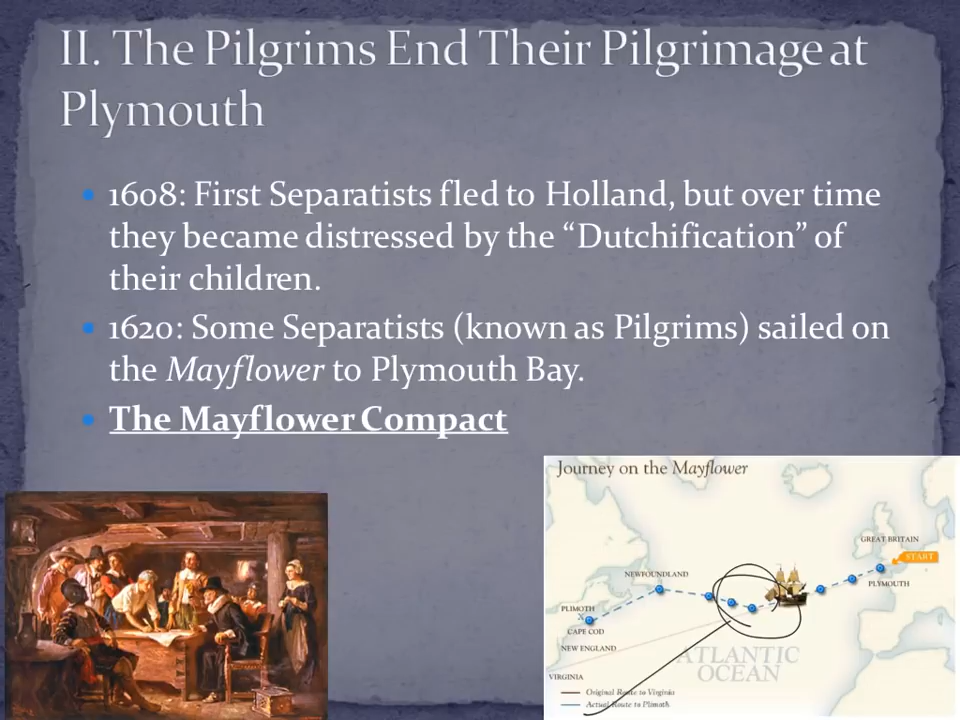 II. The Pilgrims End Their Pilgrimage at
Plymouth
1608: First Separatists fled to Holland, but over time
they became distressed by the “Dutchification” of
their children.
1620: Some Separatists (known as Pilgrims) sailed on
the Mayflower to Plymouth Bay.
The Mayflower Compact
Journey on the Mayflower
GREAT BRITAIN
START
NEWFOUNDLAND
PLYMOUTH
PLIMOTH
CAPE COD
NEW ENGLAND
ATLANTIC
OCEAN
VIRGINIA
Original Route to Virginia
Actual Route to Plimoth